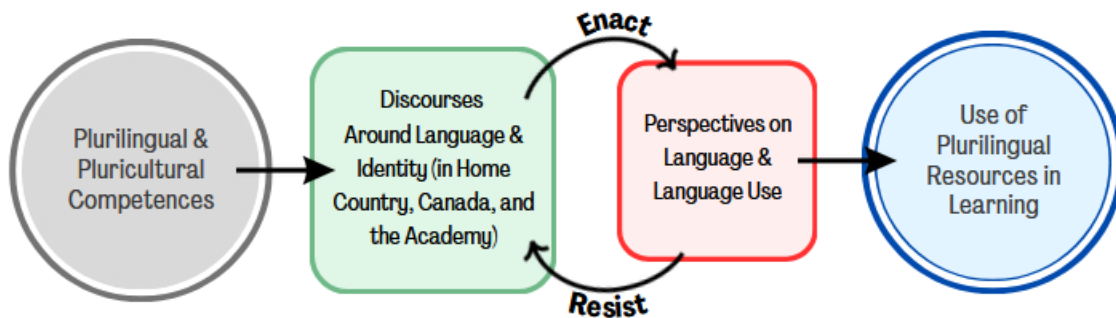 Plurilingual &
Pluricultural
Competences
Discourses
Around Language &
Identity (in Home
Country, Canada, and
the Academy)
Enact
Resist
Perspectives on
Language &
Language Use
Use of
Plurilingual
Resources in
Learning